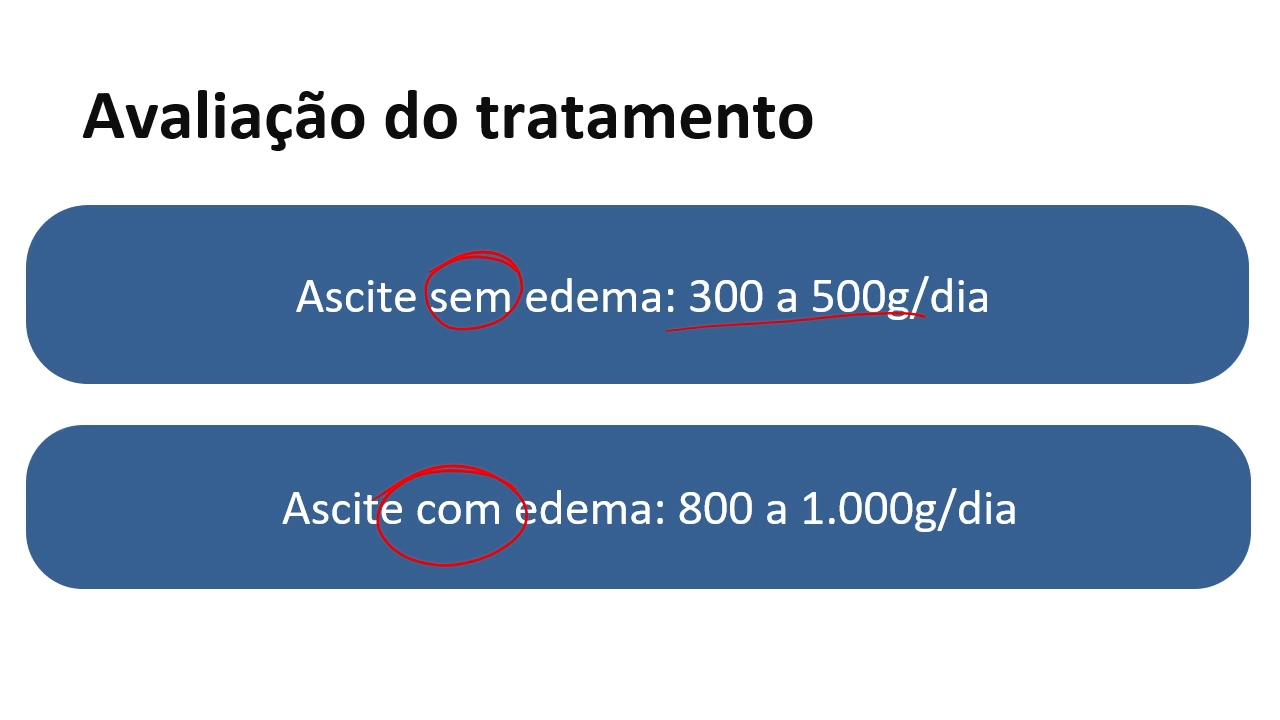 Avaliação do tratamento
Ascite sem edema: 300 a 500g/dia
Ascite com edema: 800 a 1.000g/dia